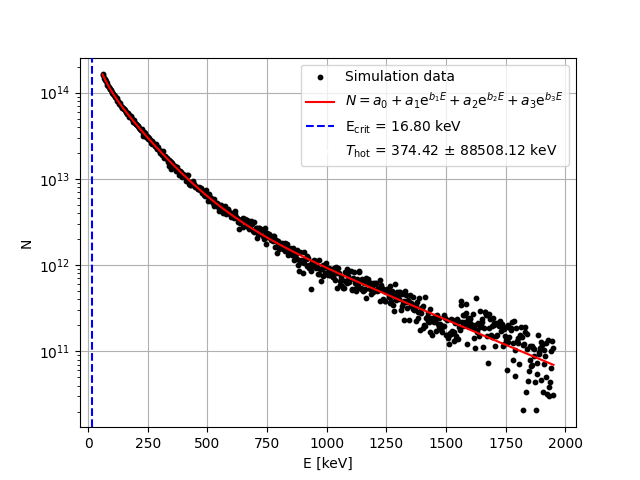 Simulation data
N = a₀ + a₁e^{b₁E} + a₂e^{b₂E} + a₃e^{b₃E}
E_crit = 16.80 keV
T_hot = 374.42 ± 88508.12 keV
10¹⁴
10¹³
10¹²
10¹¹
N
0 250 500 750 1000 1250 1500 1750 2000
E [keV]